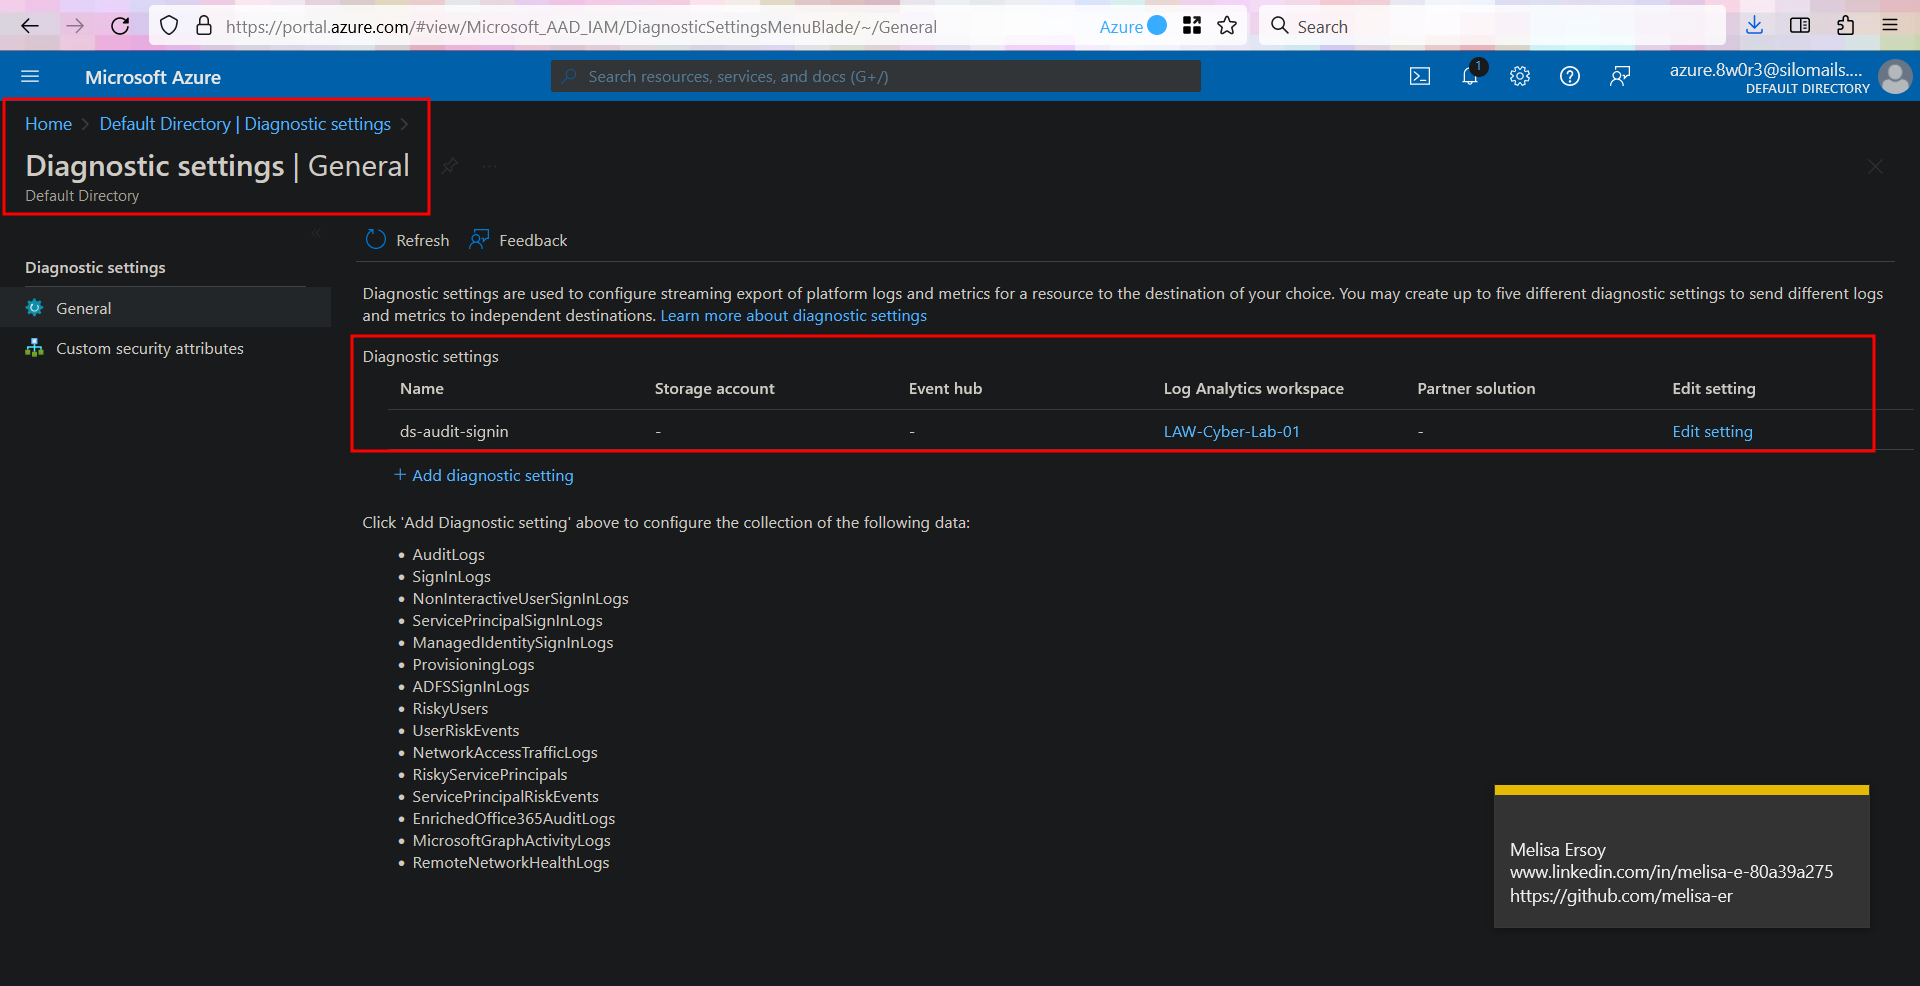 https://portal.azure.com/#view/Microsoft_AAD_IAM/DiagnosticSettingsMenuBlade/~/General
Azure
Search
Microsoft Azure
Search resources, services, and docs (G+/)
1
azure.8w0r3@silomails....
DEFAULT DIRECTORY
Home
Default Directory | Diagnostic settings
Diagnostic settings | General
...
Default Directory
Refresh
Feedback
Diagnostic settings
General
Custom security attributes
Diagnostic settings are used to configure streaming export of platform logs and metrics for a resource to the destination of your choice. You may create up to five different diagnostic settings to send different logs
and metrics to independent destinations. Learn more about diagnostic settings
Diagnostic settings
Name Storage account Event hub Log Analytics workspace Partner solution Edit setting
ds-audit-signin - - LAW-Cyber-Lab-01 - Edit setting
+ Add diagnostic setting
Click 'Add Diagnostic setting' above to configure the collection of the following data:
• AuditLogs
• SignInLogs
• NonInteractiveUserSignInLogs
• ServicePrincipalSignInLogs
• ManagedIdentitySignInLogs
• ProvisioningLogs
• ADFSSignInLogs
• RiskyUsers
• UserRiskEvents
• NetworkAccessTrafficLogs
• RiskyServicePrincipals
• ServicePrincipalRiskEvents
• EnrichedOffice365AuditLogs
• MicrosoftGraphActivityLogs
• RemoteNetworkHealthLogs
Melisa Ersoy
www.linkedin.com/in/melisa-e-80a39a275
https://github.com/melisa-er